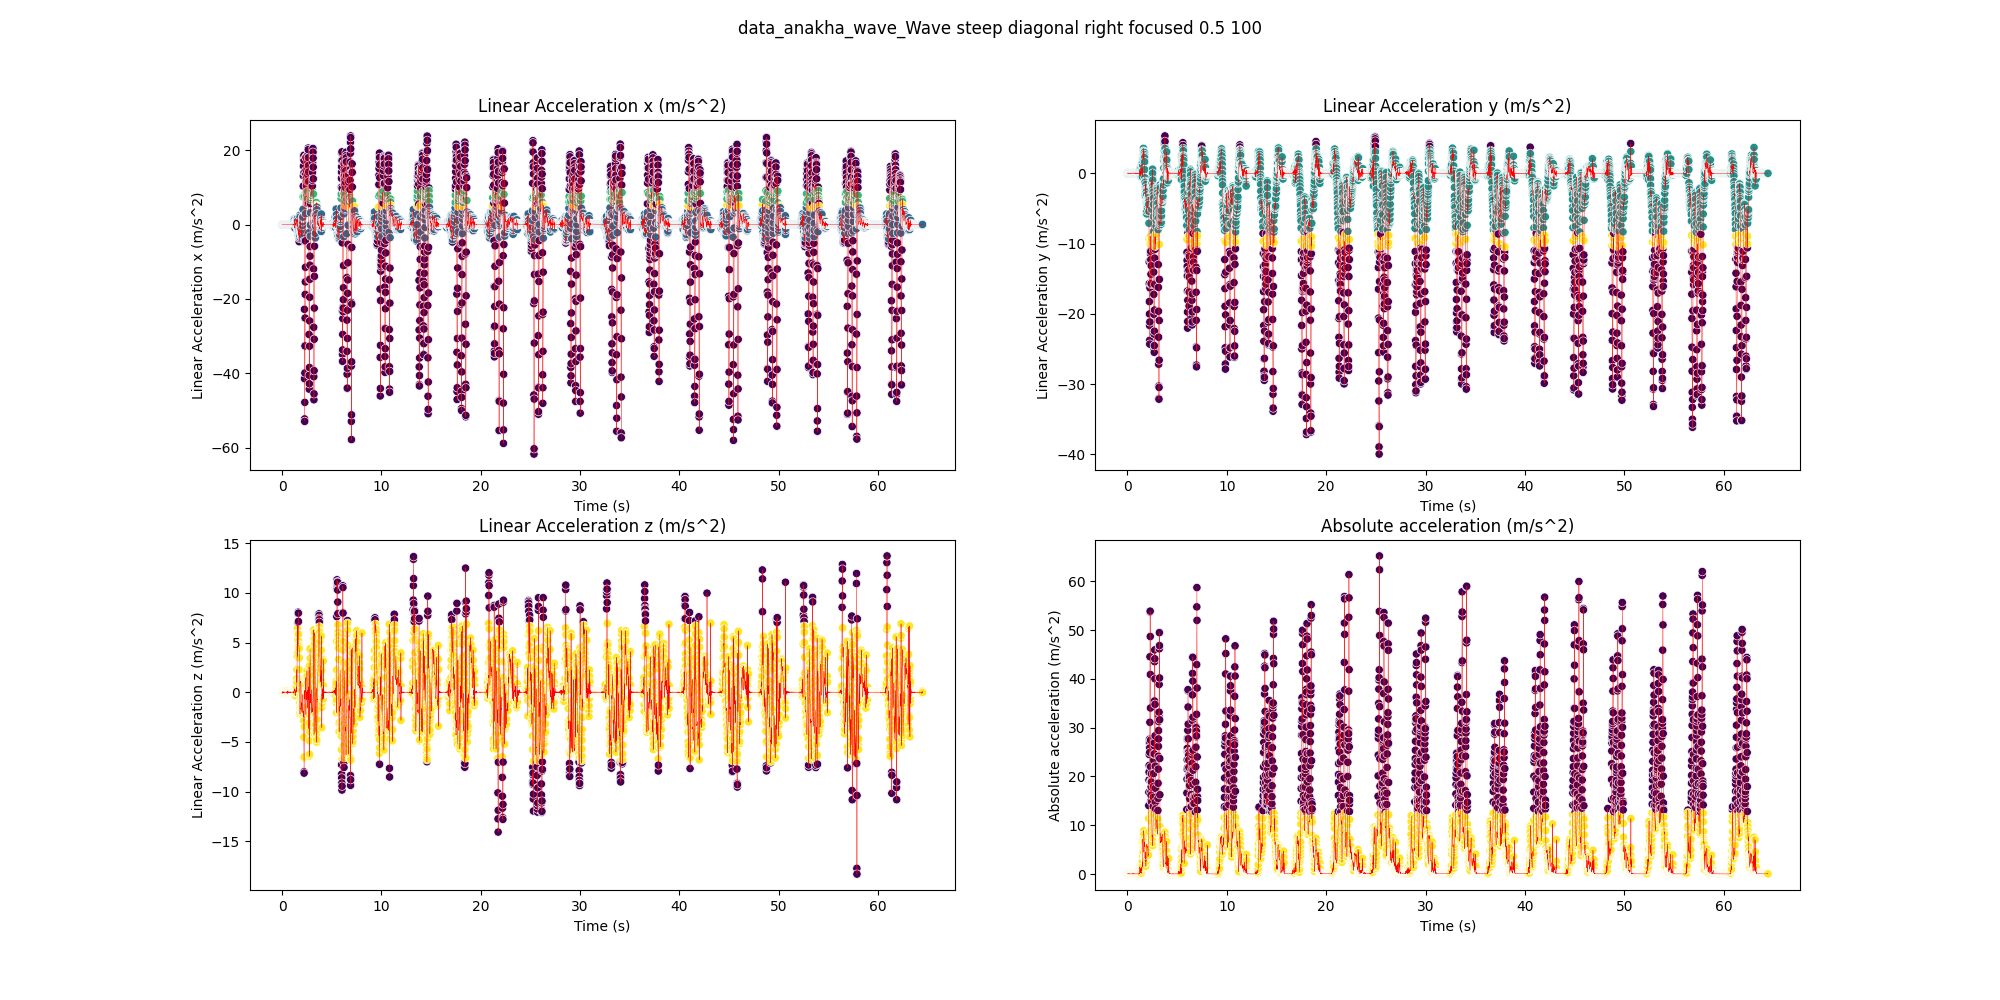 data_anakha_wave_Wave steep diagonal right focused 0.5 100
Linear Acceleration x (m/s^2)
Linear Acceleration x (m/s^2)
20
0
−20
−40
−60
0 10 20 30 40 50 60
Time (s)
Linear Acceleration y (m/s^2)
Linear Acceleration y (m/s^2)
0
−10
−20
−30
−40
0 10 20 30 40 50 60
Time (s)
Linear Acceleration z (m/s^2)
Linear Acceleration z (m/s^2)
15
10
5
0
−5
−10
−15
0 10 20 30 40 50 60
Time (s)
Absolute acceleration (m/s^2)
Absolute acceleration (m/s^2)
60
50
40
30
20
10
0
0 10 20 30 40 50 60
Time (s)